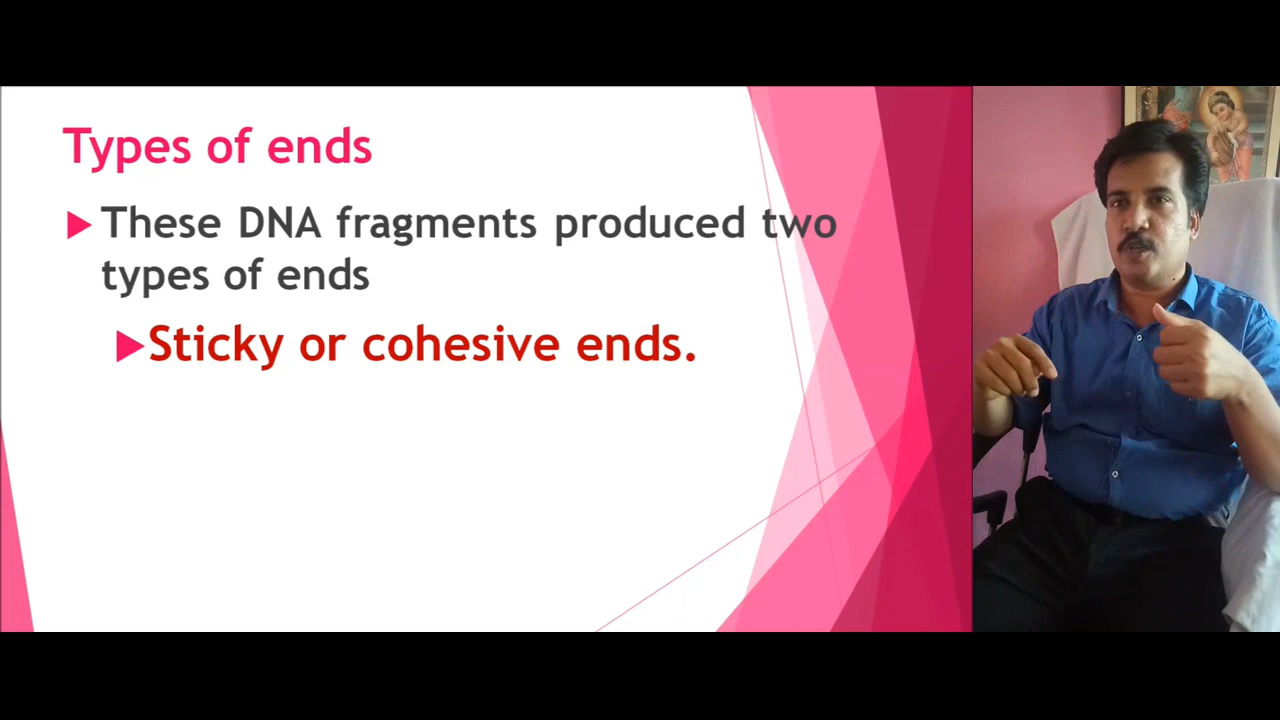 Types of ends
These DNA fragments produced two
types of ends
Sticky or cohesive ends.